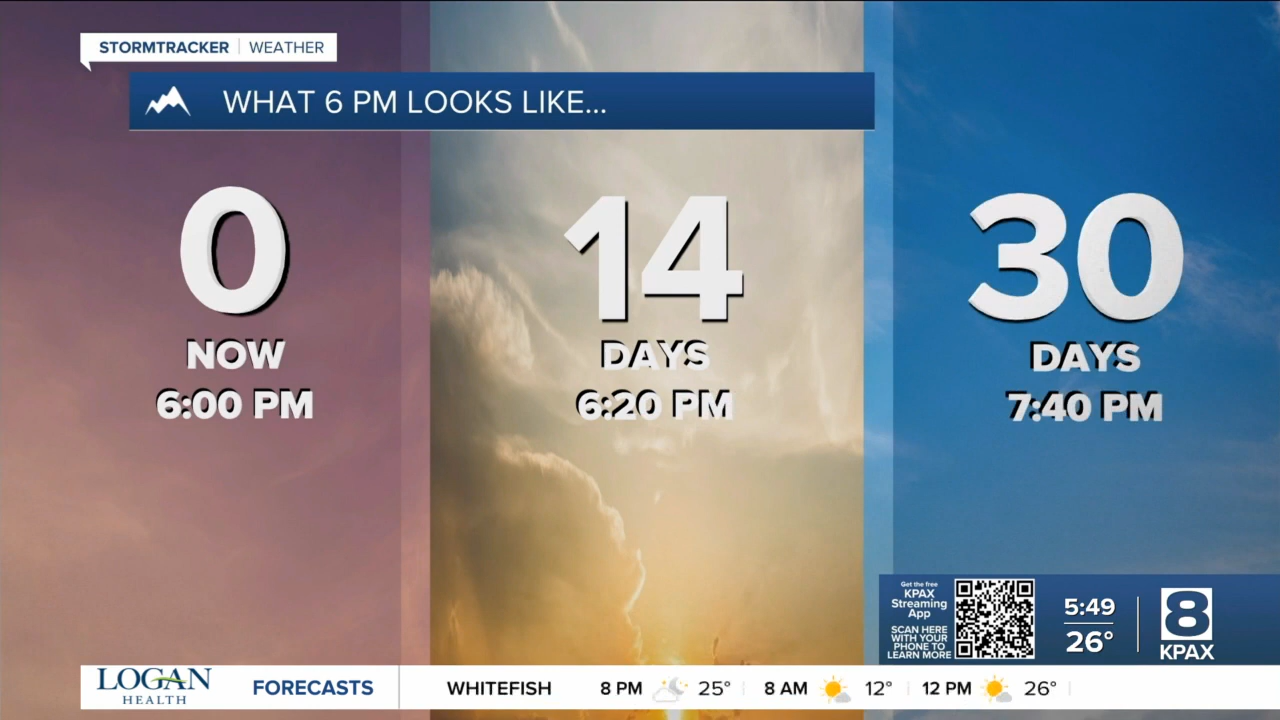 STORMTRACKER | WEATHER
WHAT 6 PM LOOKS LIKE...
0
NOW
6:00 PM
14
DAYS
6:20 PM
30
DAYS
7:40 PM
Get the free
KPAX
Streaming
App
SCAN HERE
WITH YOUR
PHONE TO
LEARN MORE
5:49
26°
8
KPAX
LOGAN
HEALTH
FORECASTS
WHITEFISH 8 PM 25° 8 AM 12° 12 PM 26°